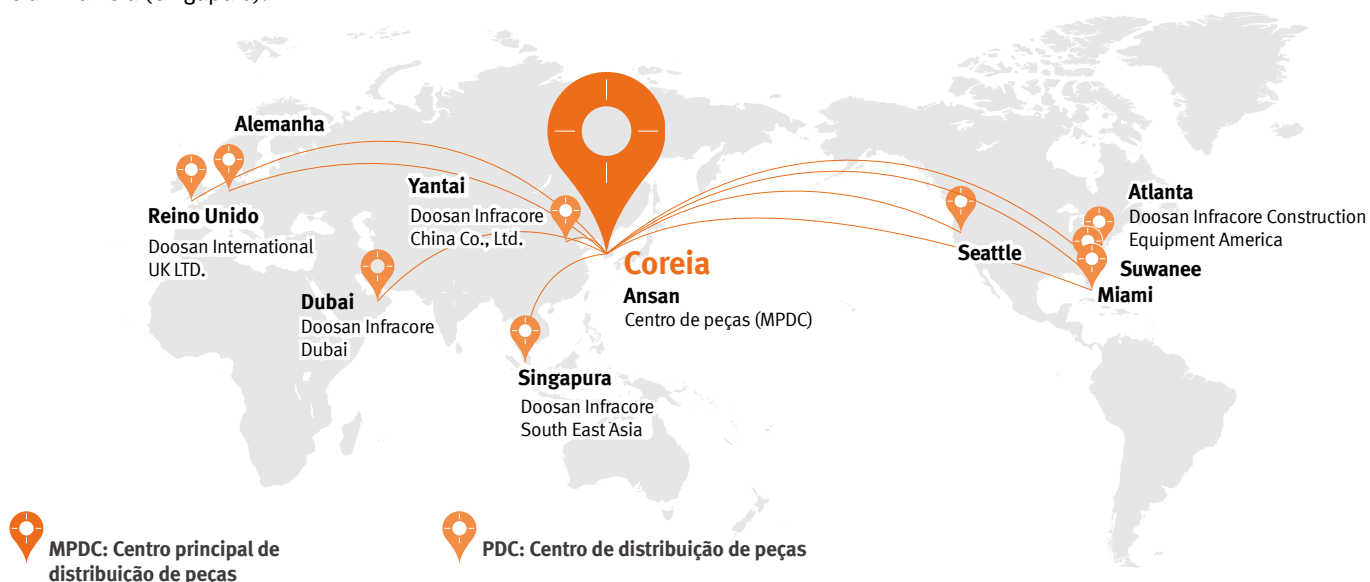 Alemanha
Reino Unido
Doosan International
UK LTD.
Yantai
Doosan Infracore
China Co., Ltd.
Dubai
Doosan Infracore
Dubai
Coreia
Ansan
Centro de peças (MPDC)
Singapura
Doosan Infracore
South East Asia
Seattle
Atlanta
Doosan Infracore Construction
Equipment America
Suwanee
Miami
MPDC: Centro principal de
distribuição de peças
PDC: Centro de distribuição de peças